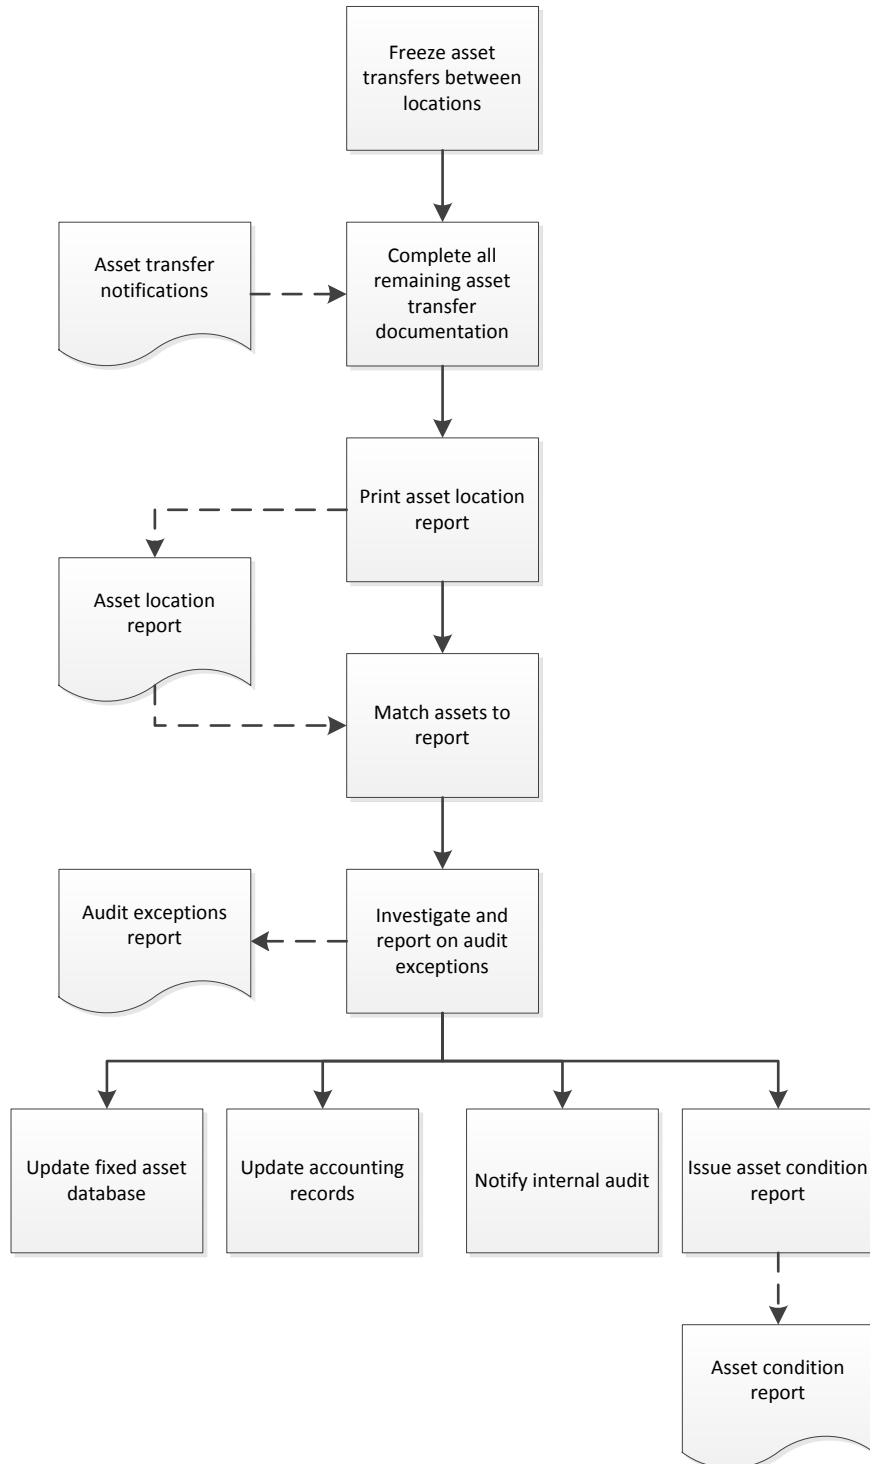 Freeze asset
transfers between
locations
Asset transfer
notifications
Complete all
remaining asset
transfer
documentation
Print asset location
report
Asset location
report
Match assets to
report
Audit exceptions
report
Investigate and
report on audit
exceptions
Update fixed asset
database
Update accounting
records
Notify internal audit
Issue asset condition
report
Asset condition
report